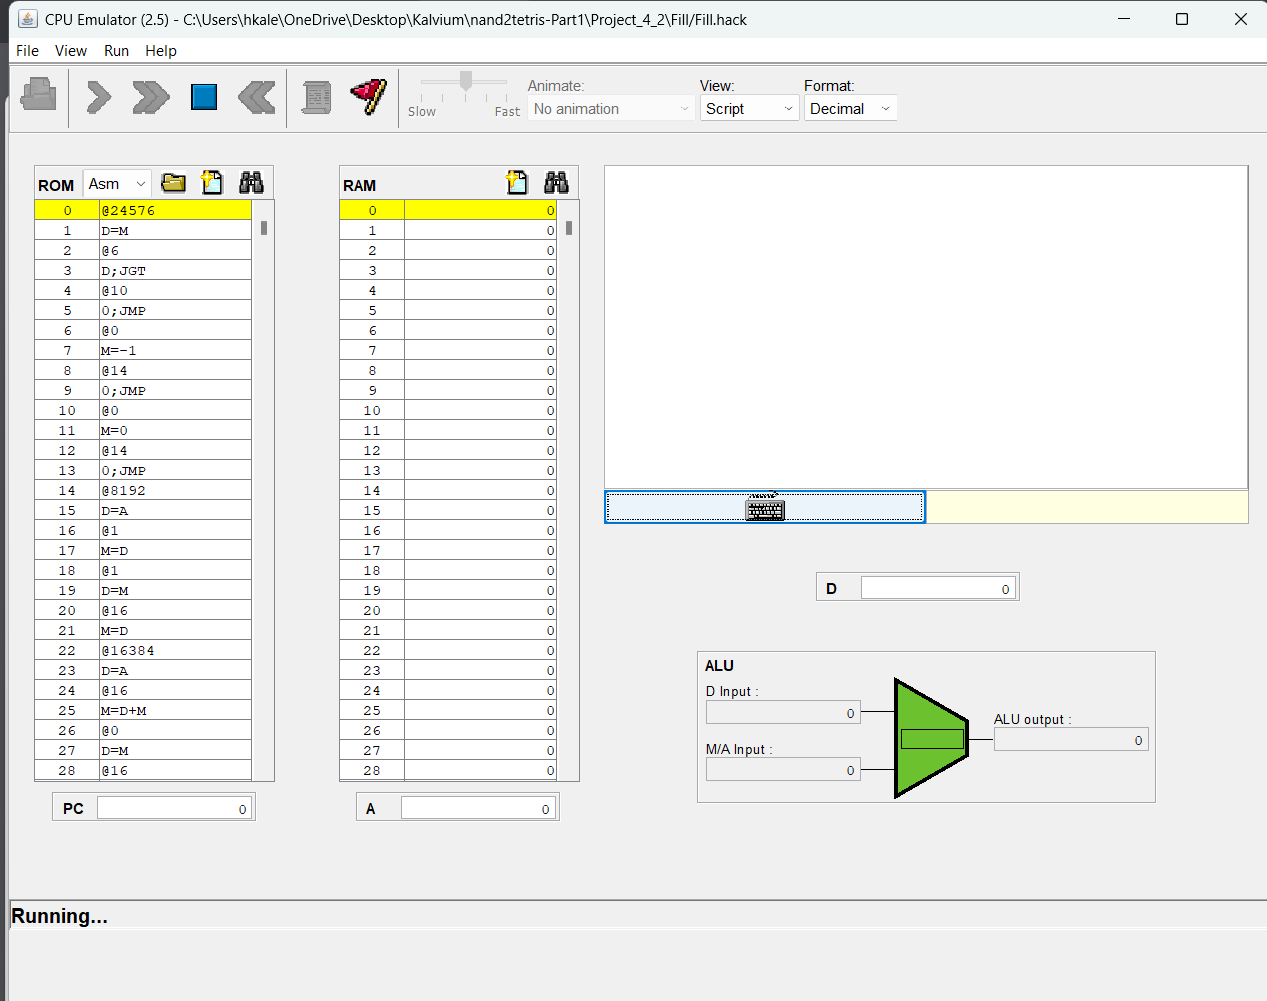 CPU Emulator (2.5) - C:\Users\hkale\OneDrive\Desktop\Kalvium\nand2tetris-Part1\Project_4_2\Fill/Fill.hack
File View Run Help
Animate: View: Format:
Slow Fast No animation Script Decimal
ROM Asm RAM
0 @24576 0 0
1 D=M 1 0
2 @6 2 0
3 D;JGT 3 0
4 @10 4 0
5 0;JMP 5 0
6 @0 6 0
7 M=-1 7 0
8 @14 8 0
9 0;JMP 9 0
10 @0 10 0
11 M=0 11 0
12 @14 12 0
13 0;JMP 13 0
14 @8192 14 0
15 D=A 15 0
16 @1 16 0
17 M=D 17 0
18 @1 18 0
19 D=M 19 0
20 @16 20 0
21 M=D 21 0
22 @16384 22 0
23 D=A 23 0
24 @16 24 0
25 M=D+M 25 0
26 @0 26 0
27 D=M 27 0
28 @16 28 0
PC 0 A 0
D 0
ALU
D Input :
0
M/A Input :
0
ALU output :
0
Running...